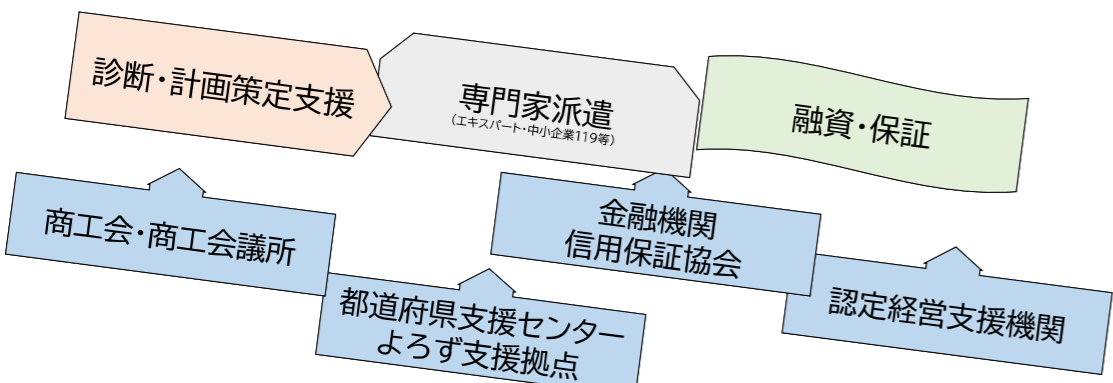 診断・計画策定支援
専門家派遣
（エキスパート・中小企業119等）
融資・保証
商工会・商工会議所
都道府県支援センター
よろず支援拠点
金融機関
信用保証協会
認定経営支援機関